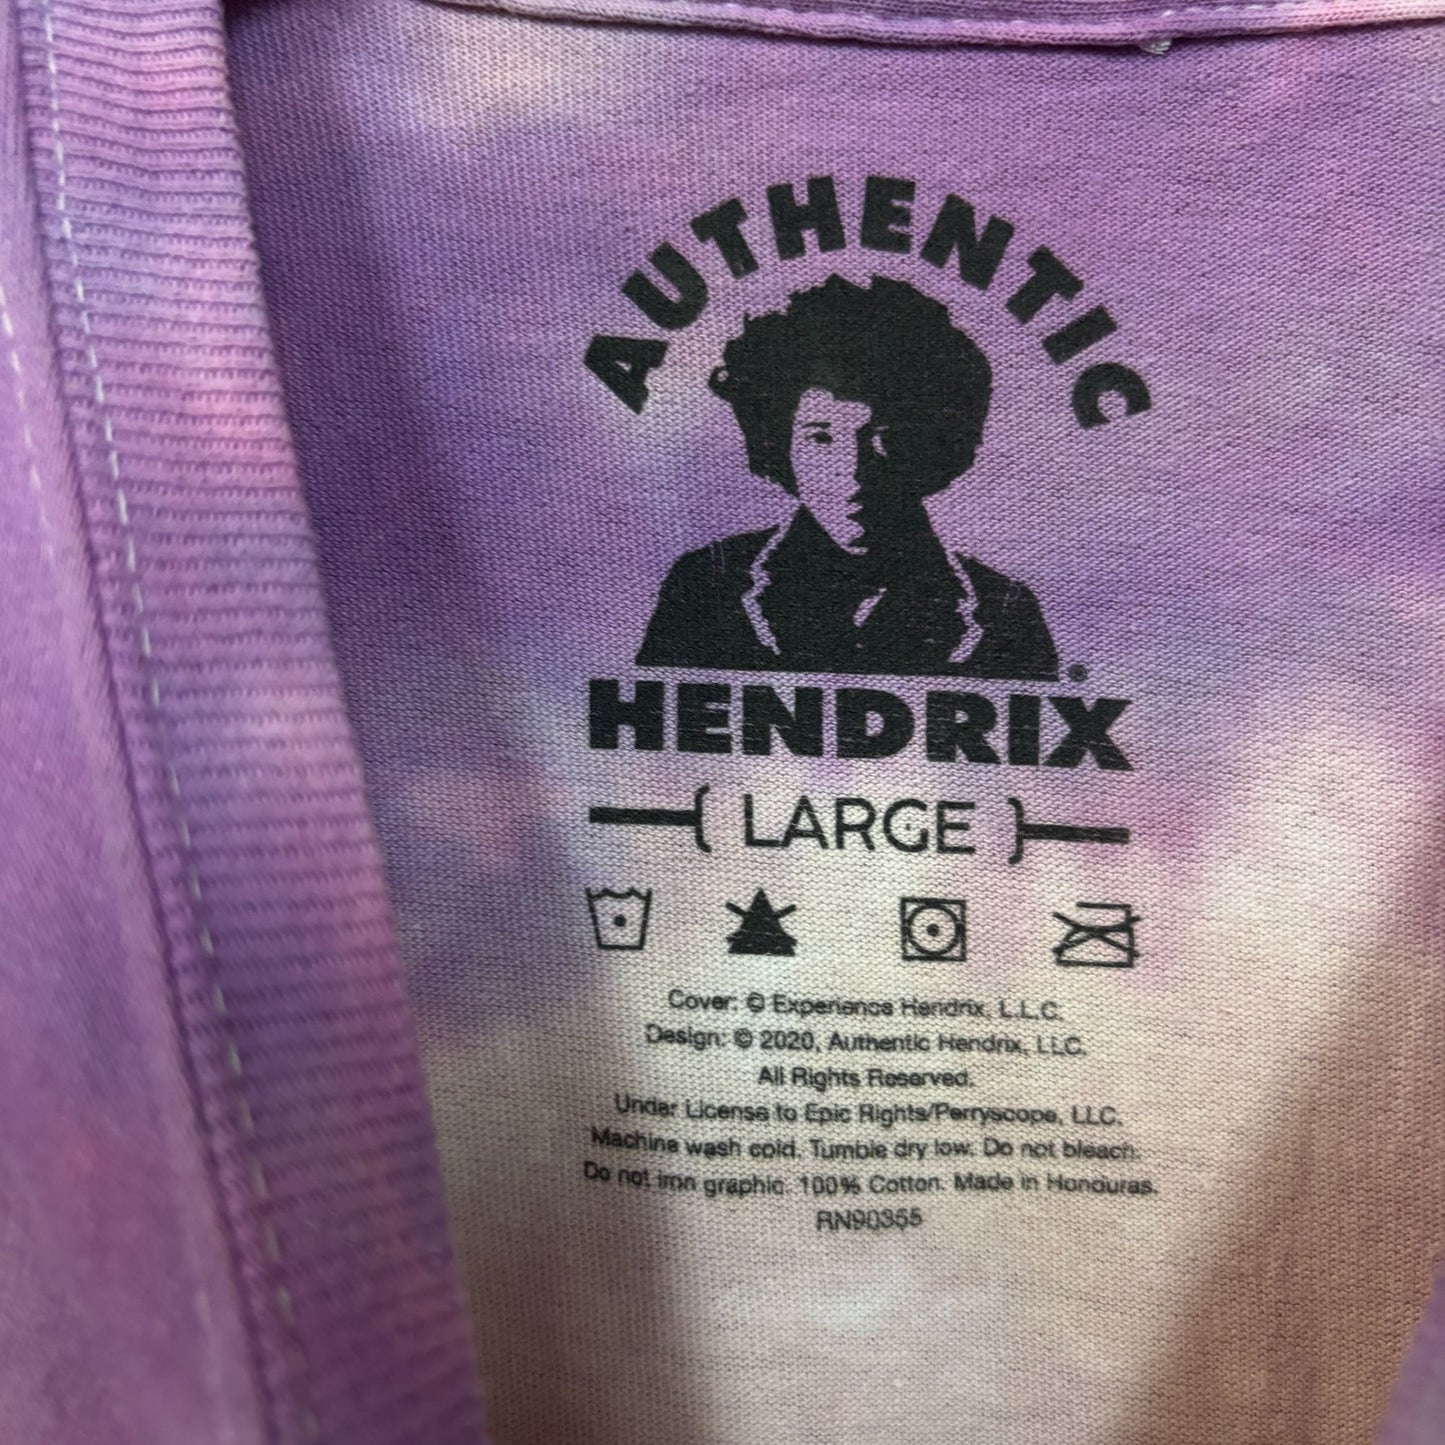 AUTHENTIC
®
HENDRIX
{ LARGE }
Cover: © Experience Hendrix, L.L.C.
Design: © 2020, Authentic Hendrix, LLC.
All Rights Reserved.
Under License to Epic Rights/Perryscope, LLC.
Machine wash cold. Tumble dry low. Do not bleach.
Do not iron graphic. 100% Cotton. Made in Honduras.
RN90355